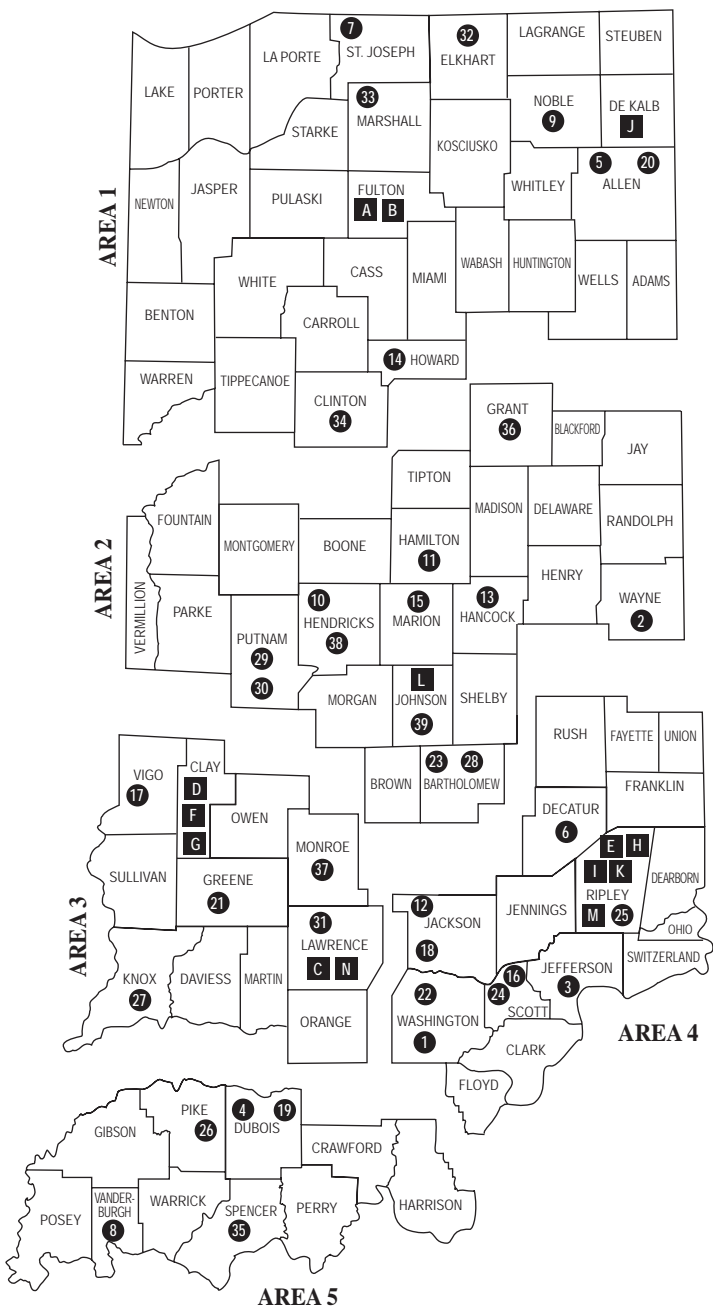 7
ST. JOSEPH
32
ELKHART
LAGRANGE
STEUBEN
LA PORTE
LAKE
PORTER
33
MARSHALL
NOBLE
9
DE KALB
J
STARKE
KOSCIUSKO
5
20
ALLEN
AREA 1
NEWTON
JASPER
PULASKI
FULTON
A B
WHITLEY
WHITE
CASS
MIAMI
WABASH
HUNTINGTON
WELLS
ADAMS
BENTON
CARROLL
14 HOWARD
WARREN
TIPPECANOE
CLINTON
34
GRANT
36
BLACKFORD
JAY
TIPTON
AREA 2
FOUNTAIN
MONTGOMERY
BOONE
HAMILTON
11
MADISON
DELAWARE
RANDOLPH
VERMILLION
PARKE
PUTNAM
29
30
10
HENDRICKS
38
15
MARION
13
HANCOCK
HENRY
WAYNE
2
MORGAN
L
JOHNSON
39
SHELBY
BROWN
23 28
BARTHOLOMEW
RUSH
FAYETTE
UNION
FRANKLIN
DECATUR
6
AREA 3
VIGO
17
CLAY
D
F
G
OWEN
MONROE
37
SULLIVAN
GREENE
21
31
LAWRENCE
C N
KNOX
27
DAVIESS
MARTIN
ORANGE
12
JACKSON
18
JENNINGS
E H
I K
RIPLEY
M 25
DEARBORN
OHIO
SWITZERLAND
JEFFERSON
3
22
WASHINGTON
1
16
24
SCOTT
CLARK
FLOYD
AREA 4
GIBSON
PIKE
26
4 19
DUBOIS
CRAWFORD
HARRISON
POSEY
VANDER-
BURGH
8
WARRICK
SPENCER
35
PERRY
AREA 5